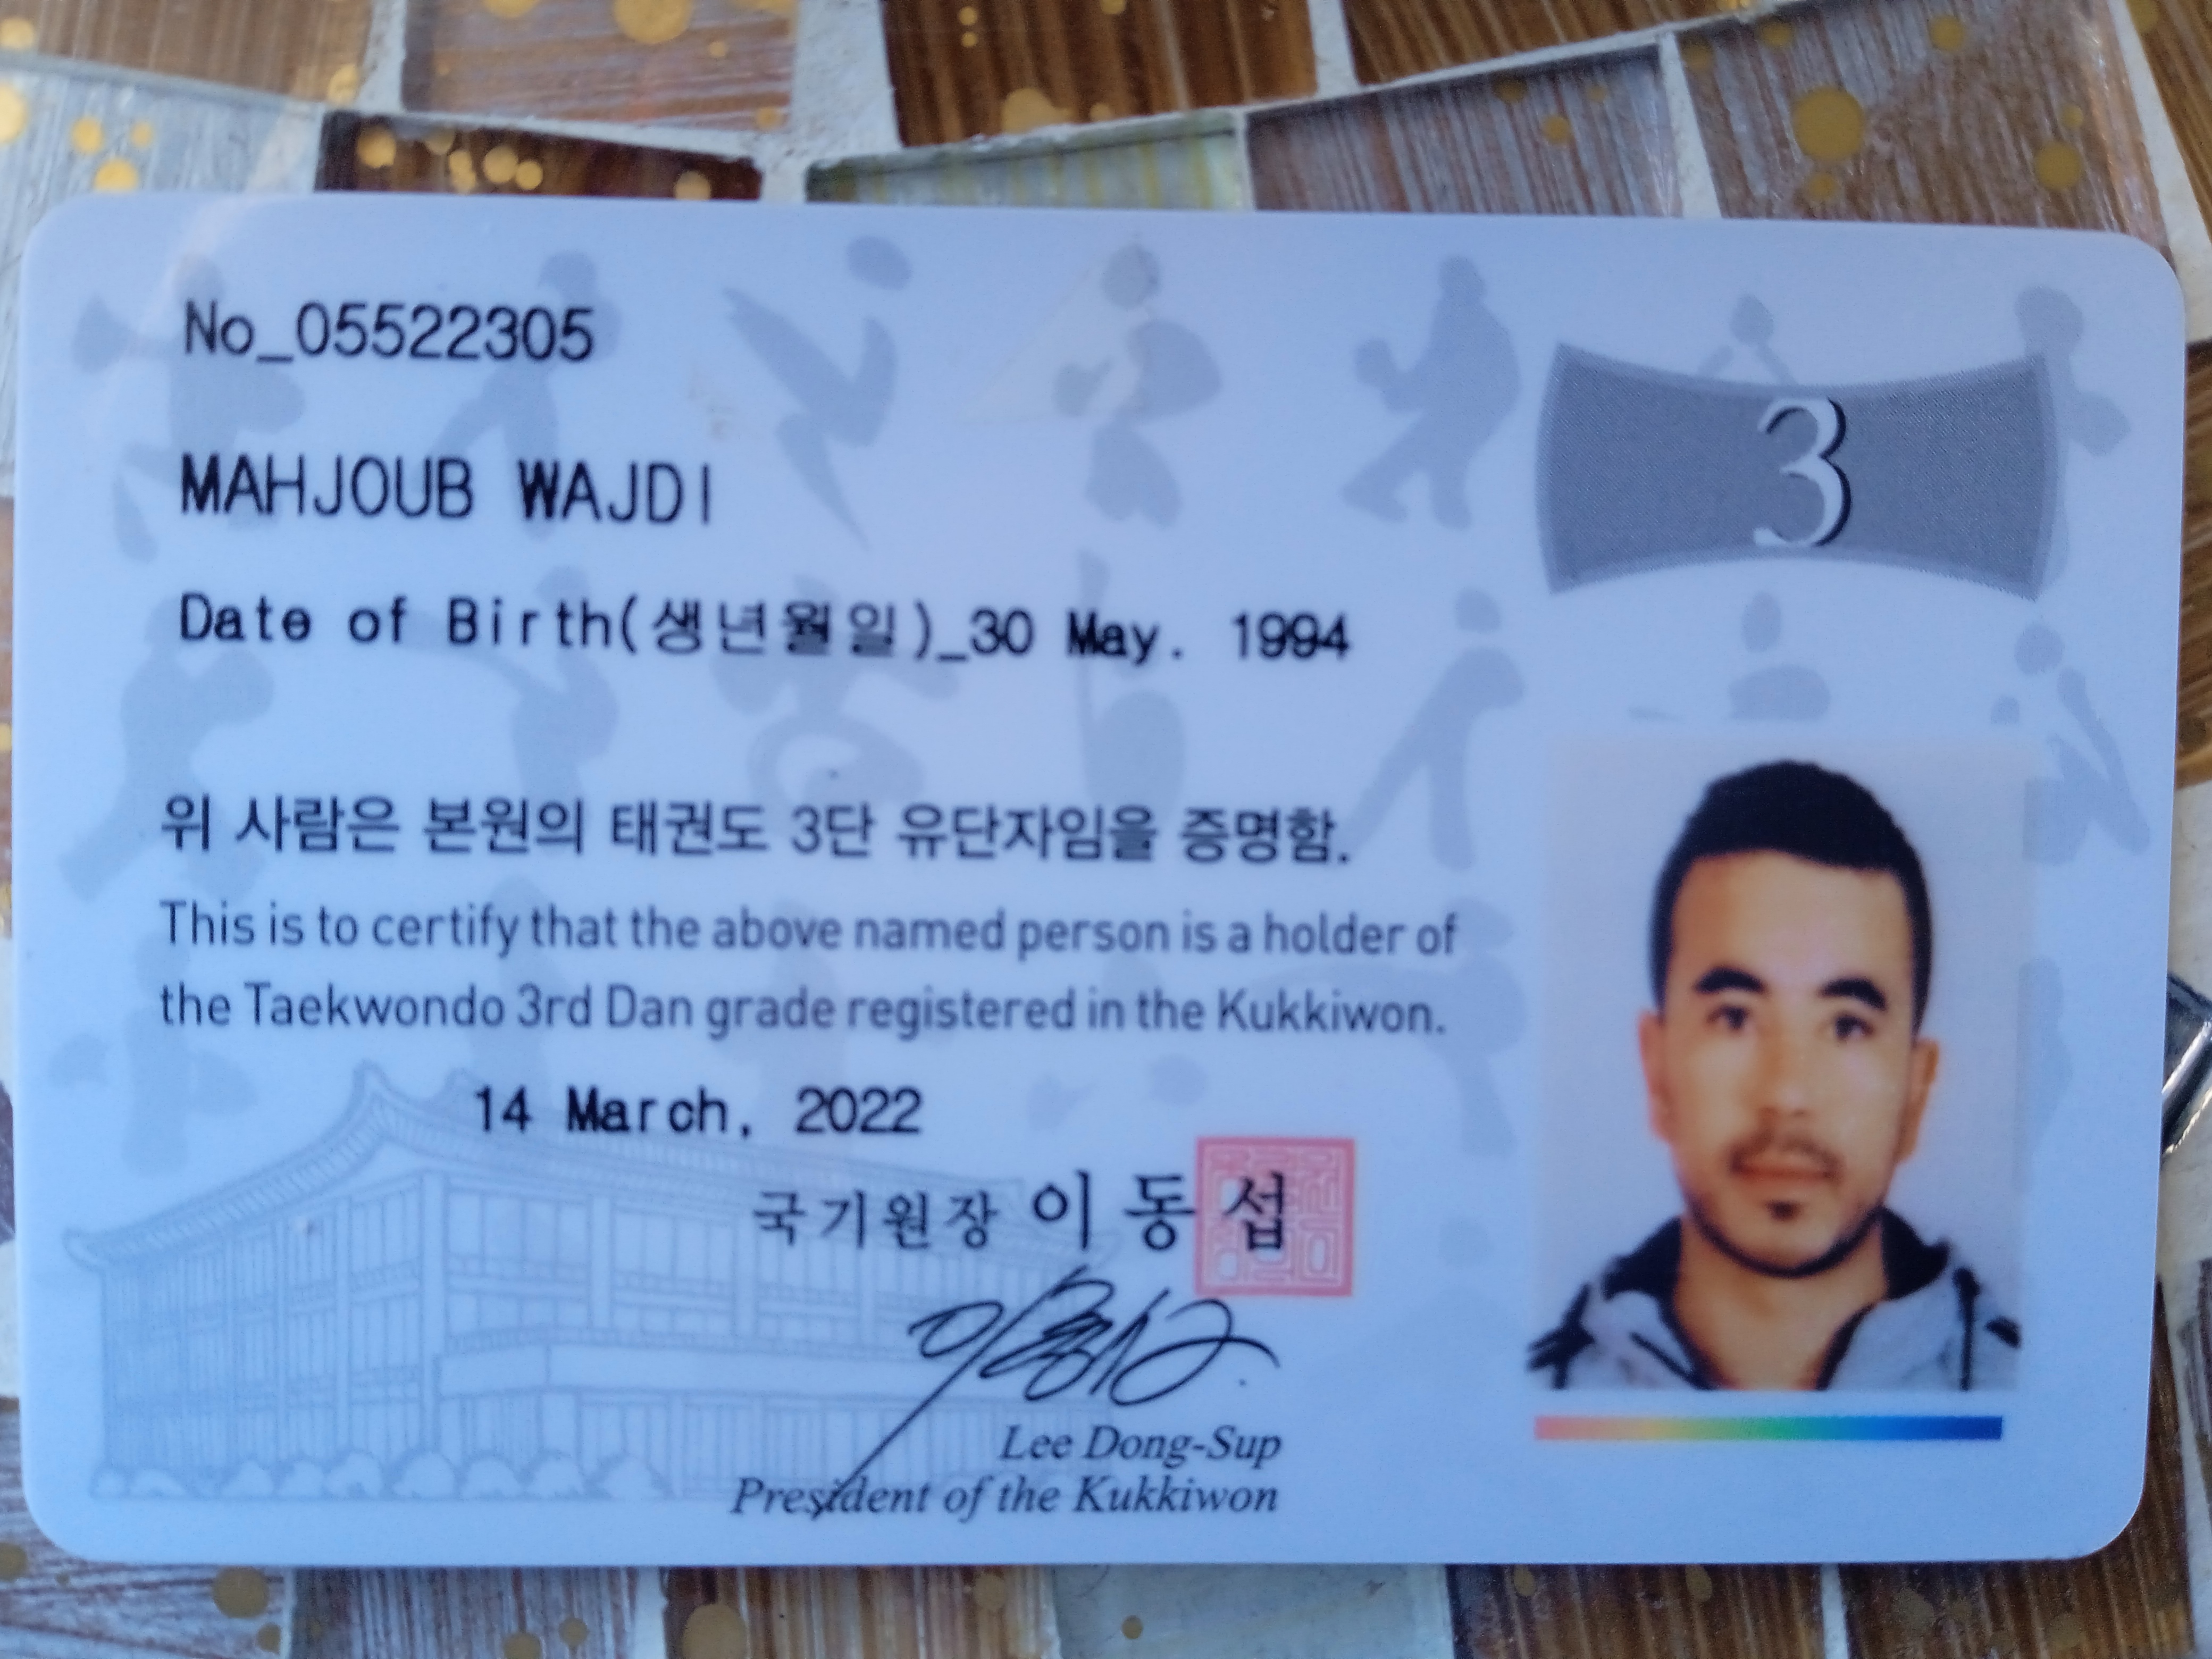 No_05522305
3
MAHJOUB WAJDI
Date of Birth(생년월일)_30 May. 1994
위 사람은 본원의 태권도 3단 유단자임을 증명함.
This is to certify that the above named person is a holder of
the Taekwondo 3rd Dan grade registered in the Kukkiwon.
14 March, 2022
국기원장 이동섭
Lee Dong-Sup
President of the Kukkiwon